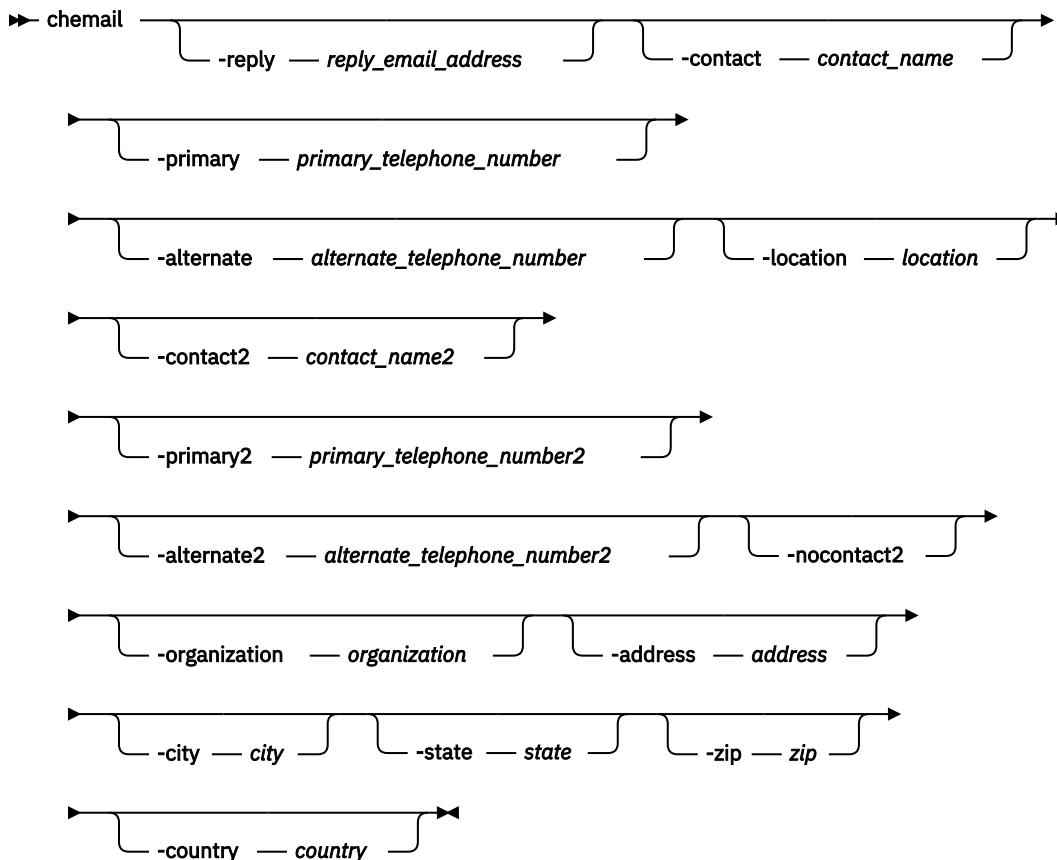 chemail
-reply reply_email_address -contact contact_name
-primary primary_telephone_number
-alternate alternate_telephone_number -location location
-contact2 contact_name2
-primary2 primary_telephone_number2
-alternate2 alternate_telephone_number2 -nocontact2
-organization organization -address address
-city city -state state -zip zip
-country country